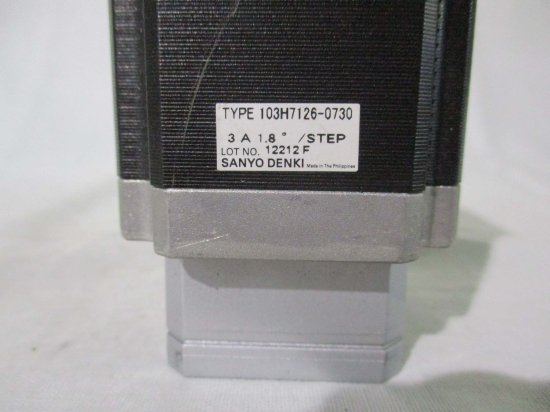 TYPE 103H7126-0730
3 A 1.8° /STEP
LOT NO. 12212 F
SANYO DENKI Made in The Philippines